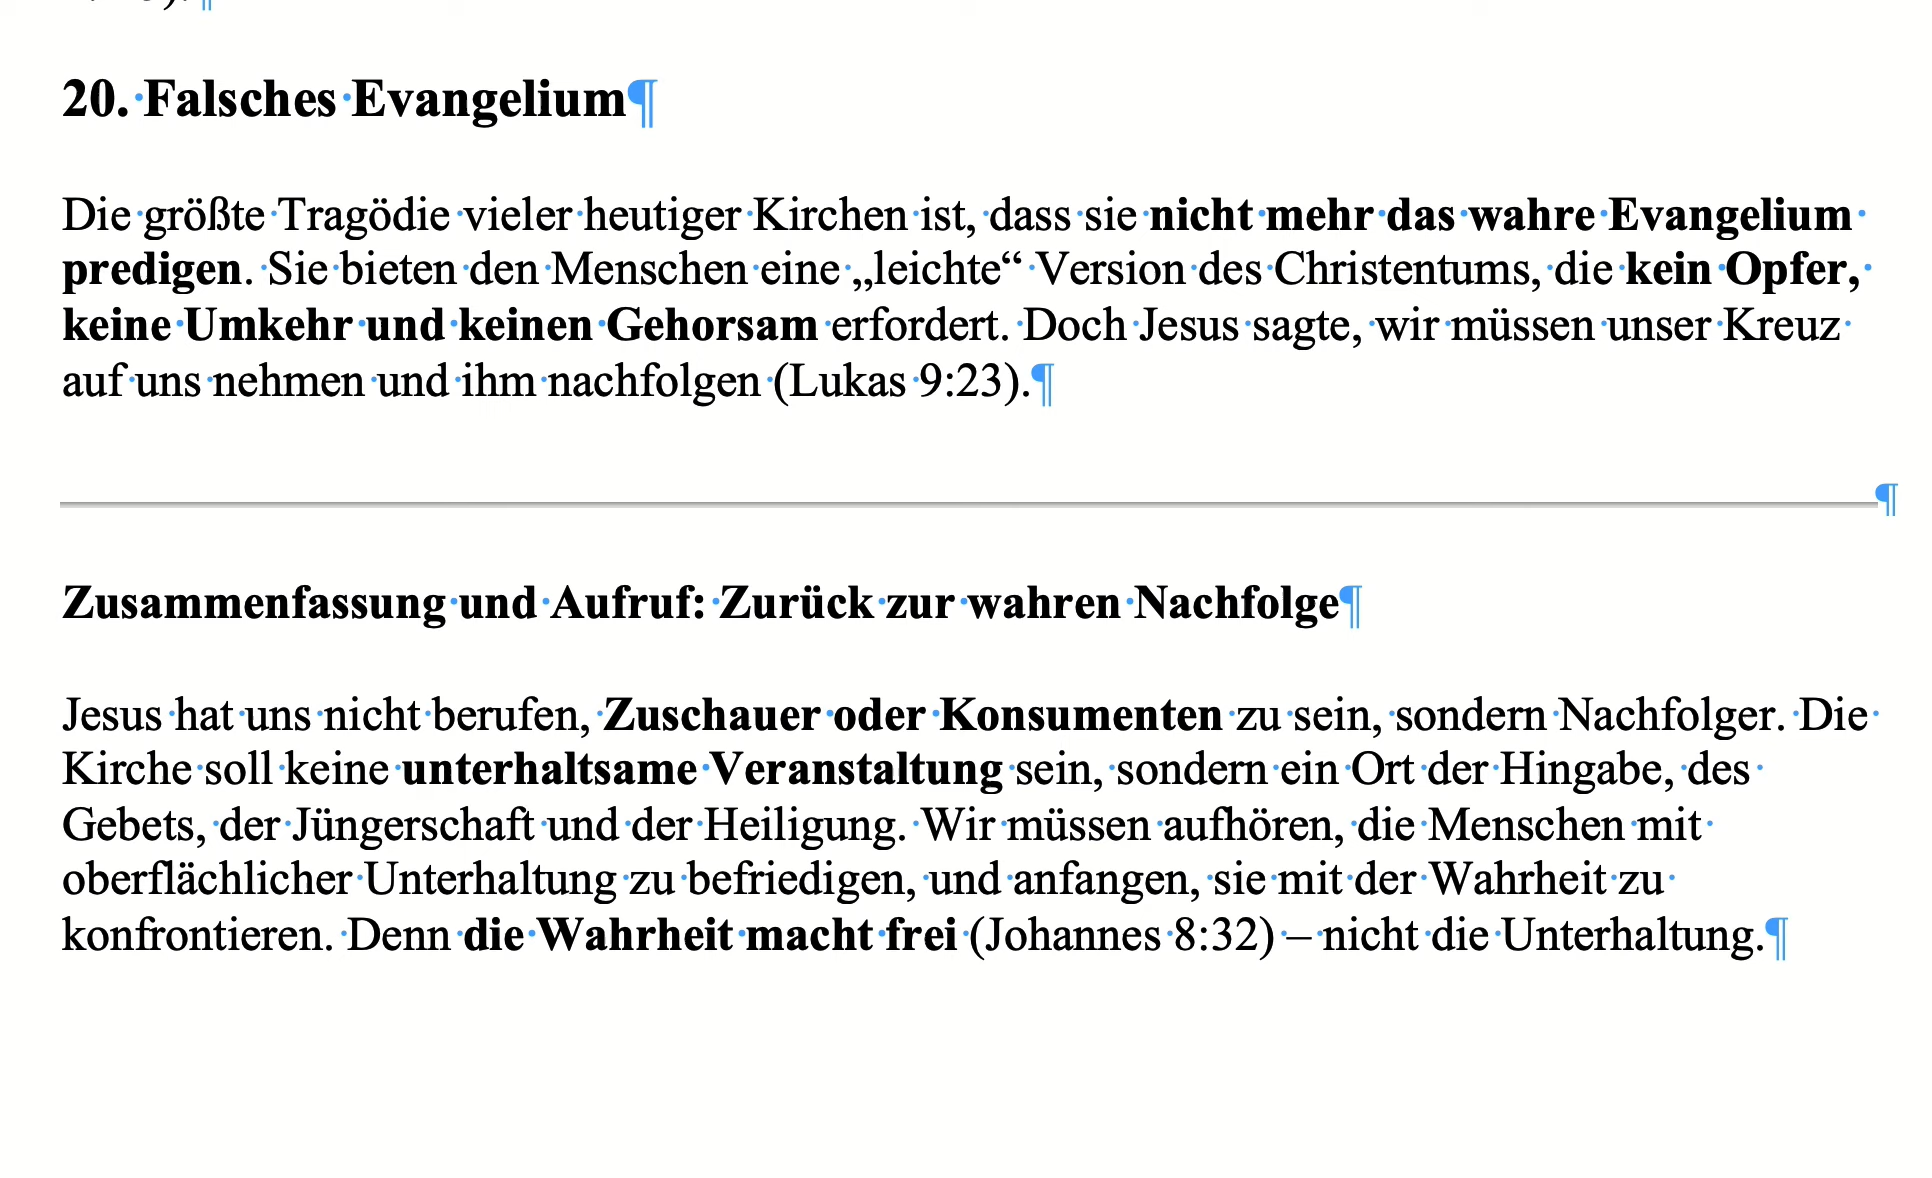 20. Falsches Evangelium¶
Die größte Tragödie vieler heutiger Kirchen ist, dass sie nicht mehr das wahre Evangelium
predigen. Sie bieten den Menschen eine „leichte“ Version des Christentums, die kein Opfer,
keine Umkehr und keinen Gehorsam erfordert. Doch Jesus sagte, wir müssen unser Kreuz
auf uns nehmen und ihm nachfolgen (Lukas 9:23).¶
¶
Zusammenfassung und Aufruf: Zurück zur wahren Nachfolge¶
Jesus hat uns nicht berufen, Zuschauer oder Konsumenten zu sein, sondern Nachfolger. Die
Kirche soll keine unterhaltsame Veranstaltung sein, sondern ein Ort der Hingabe, des
Gebets, der Jüngerschaft und der Heiligung. Wir müssen aufhören, die Menschen mit
oberflächlicher Unterhaltung zu befriedigen, und anfangen, sie mit der Wahrheit zu
konfrontieren. Denn die Wahrheit macht frei (Johannes 8:32) – nicht die Unterhaltung.¶